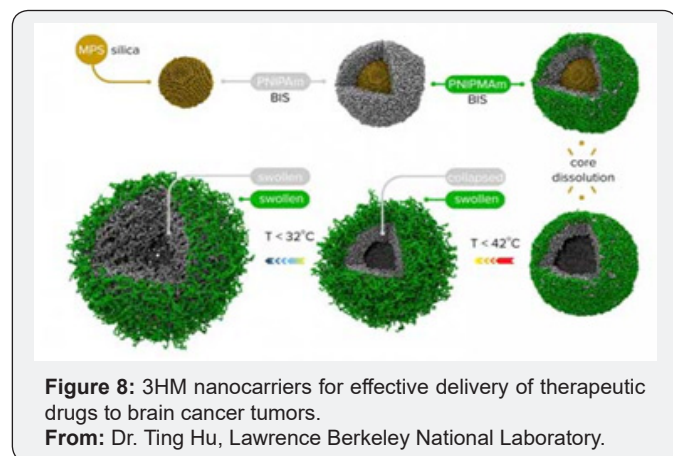 MPS silica
PNIPAm
BIS
PNIPMAm
BIS
core
dissolution
swollen
swollen
T < 32°C
collapsed
swollen
T < 42°C
Figure 8: 3HM nanocarriers for effective delivery of therapeutic
drugs to brain cancer tumors.
From: Dr. Ting Hu, Lawrence Berkeley National Laboratory.